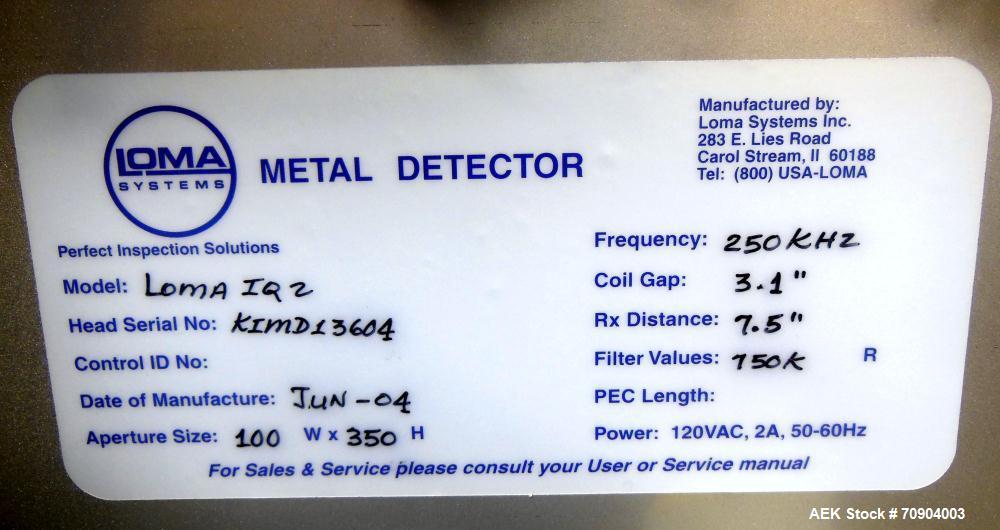 LOMA
SYSTEMS
METAL DETECTOR
Manufactured by:
Loma Systems Inc.
283 E. Lies Road
Carol Stream, Il 60188
Tel: (800) USA-LOMA
Perfect Inspection Solutions
Model: LOMA IQ2
Head Serial No: KIMD13604
Control ID No:
Date of Manufacture: JUN-04
Aperture Size: 100 W x 350 H
Frequency: 250KHZ
Coil Gap: 3.1"
Rx Distance: 7.5"
Filter Values: 750K R
PEC Length:
Power: 120VAC, 2A, 50-60Hz
For Sales & Service please consult your User or Service manual
AEK Stock # 70904003